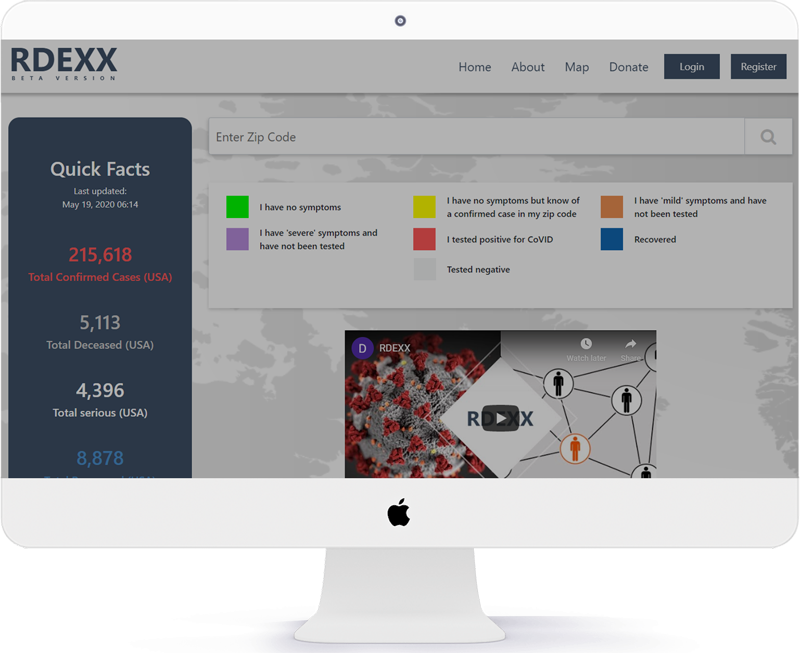 RDEXX
BETA VERSION
Home
About
Map
Donate
Login
Register
Quick Facts
Last updated:
May 19, 2020 06:14
215,618
Total Confirmed Cases (USA)
5,113
Total Deceased (USA)
4,396
Total serious (USA)
8,878
Enter Zip Code
I have no symptoms
I have no symptoms but know of
a confirmed case in my zip code
I have 'mild' symptoms and have
not been tested
I have 'severe' symptoms and
have not been tested
I tested positive for CoVID
Recovered
Tested negative
D
RDEXX
Watch later
Share
RDEXX